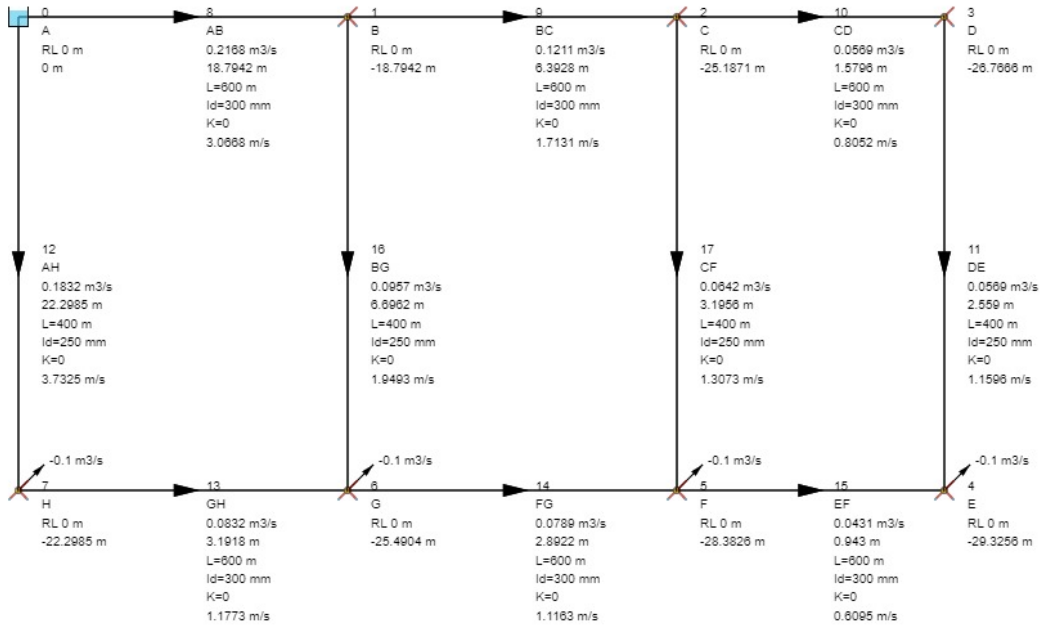 0
A
RL 0 m
0 m
8
AB
0.2168 m3/s
18.7942 m
L=600 m
Id=300 mm
K=0
3.0668 m/s
1
B
RL 0 m
-18.7942 m
9
BC
0.1211 m3/s
6.3928 m
L=600 m
Id=300 mm
K=0
1.7131 m/s
2
C
RL 0 m
-25.1871 m
10
CD
0.0569 m3/s
1.5796 m
L=600 m
Id=300 mm
K=0
0.8052 m/s
3
D
RL 0 m
-26.7666 m
12
AH
0.1832 m3/s
22.2985 m
L=400 m
Id=250 mm
K=0
3.7325 m/s
16
BG
0.0957 m3/s
6.6962 m
L=400 m
Id=250 mm
K=0
1.9493 m/s
17
CF
0.0642 m3/s
3.1956 m
L=400 m
Id=250 mm
K=0
1.3073 m/s
11
DE
0.0569 m3/s
2.559 m
L=400 m
Id=250 mm
K=0
1.1596 m/s
-0.1 m3/s
7
H
RL 0 m
-22.2985 m
13
GH
0.0832 m3/s
3.1918 m
L=600 m
Id=300 mm
K=0
1.1773 m/s
-0.1 m3/s
6
G
RL 0 m
-25.4904 m
14
FG
0.0789 m3/s
2.8922 m
L=600 m
Id=300 mm
K=0
1.1163 m/s
-0.1 m3/s
5
F
RL 0 m
-28.3826 m
15
EF
0.0431 m3/s
0.943 m
L=600 m
Id=300 mm
K=0
0.6095 m/s
-0.1 m3/s
4
E
RL 0 m
-29.3256 m